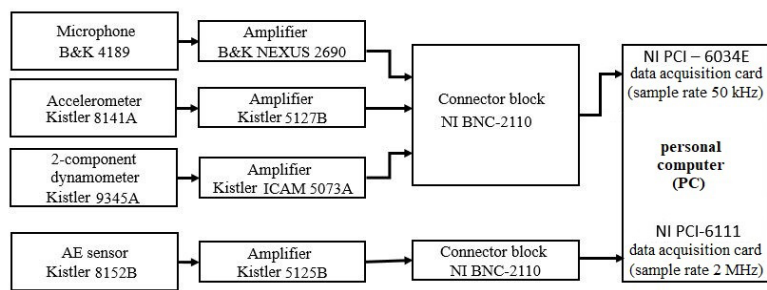 Microphone
B&K 4189
Amplifier
B&K NEXUS 2690
Accelerometer
Kistler 8141A
Amplifier
Kistler 5127B
2-component
dynamometer
Kistler 9345A
Amplifier
Kistler ICAM 5073A
Connector block
NI BNC-2110
NI PCI – 6034E
data acquisition card
(sample rate 50 kHz)
personal
computer
(PC)
AE sensor
Kistler 8152B
Amplifier
Kistler 5125B
Connector block
NI BNC-2110
NI PCI-6111
data acquisition card
(sample rate 2 MHz)